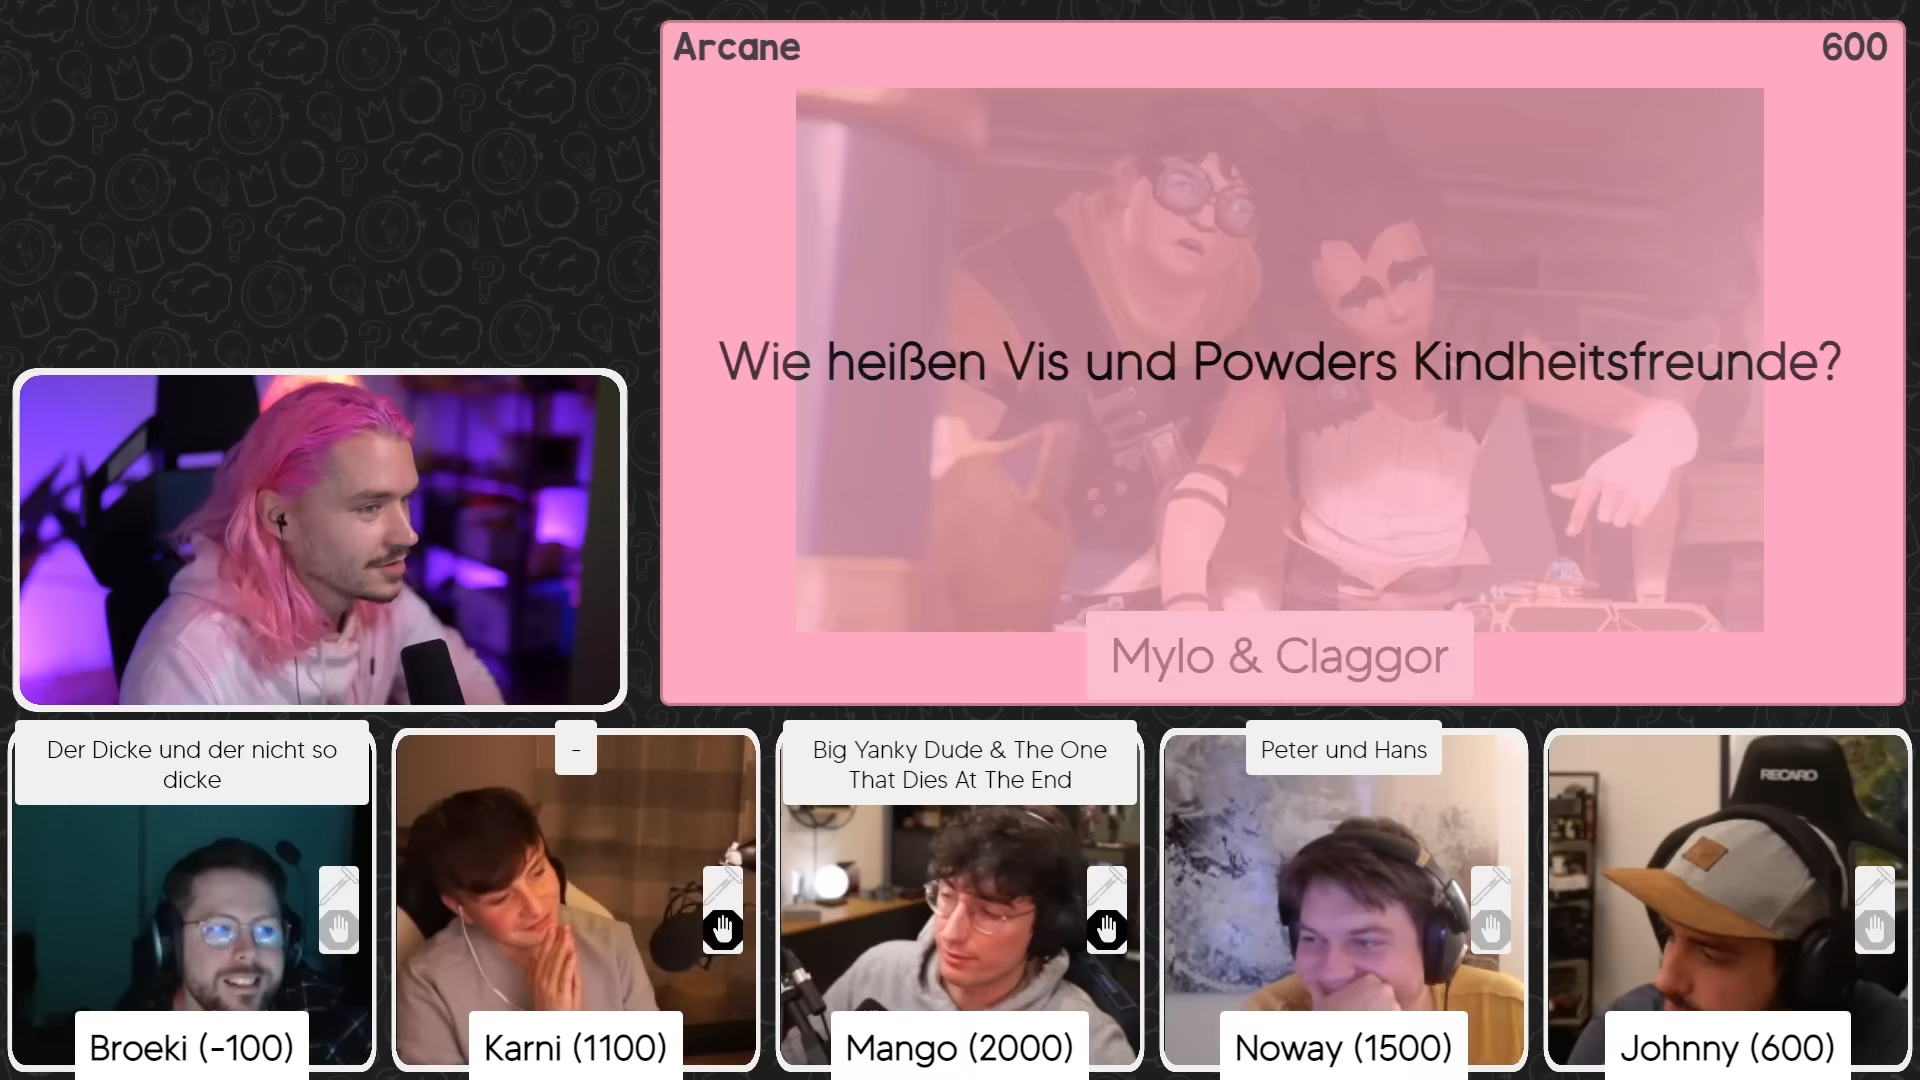 Arcane
600
Wie heißen Vis und Powders Kindheitsfreunde?
Mylo & Claggor
Der Dicke und der nicht so
dicke
-
Big Yanky Dude & The One
That Dies At The End
Peter und Hans
RECARO
Broeki (-100)
Karni (1100)
Mango (2000)
Noway (1500)
Johnny (600)